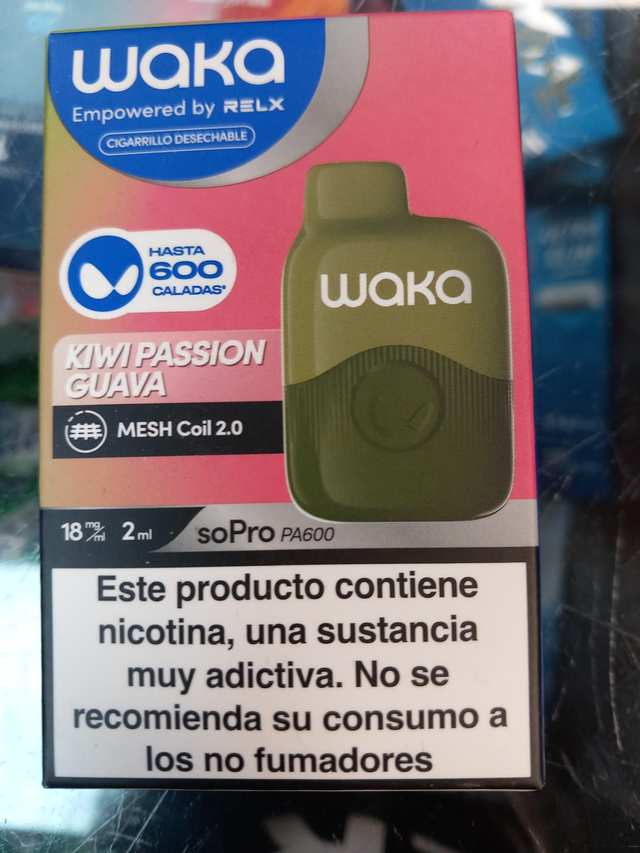 waka
Empowered by RELX
CIGARRILLO DESECHABLE
HASTA
600
CALADAS*
waka
KIWI PASSION
GUAVA
MESH Coil 2.0
18 mg/ml 2 ml
soPro PA600
Este producto contiene
nicotina, una sustancia
muy adictiva. No se
recomienda su consumo a
los no fumadores